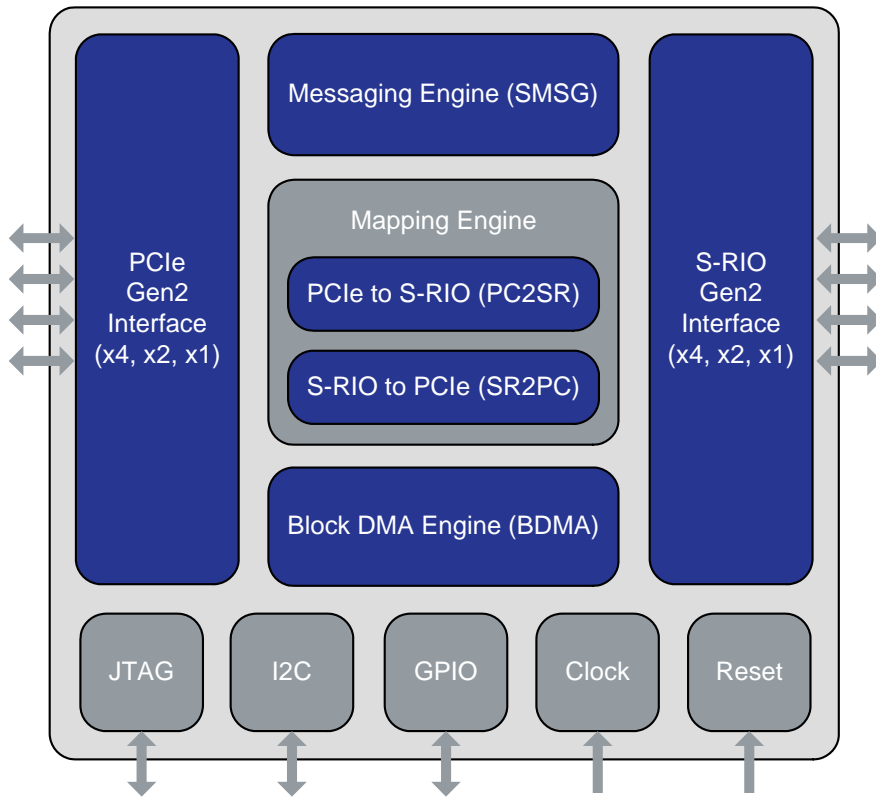 Messaging Engine (SMSG)
Mapping Engine
PCIe to S-RIO (PC2SR)
S-RIO to PCIe (SR2PC)
Block DMA Engine (BDMA)
PCIe
Gen2
Interface
(x4, x2, x1)
S-RIO
Gen2
Interface
(x4, x2, x1)
JTAG
I2C
GPIO
Clock
Reset